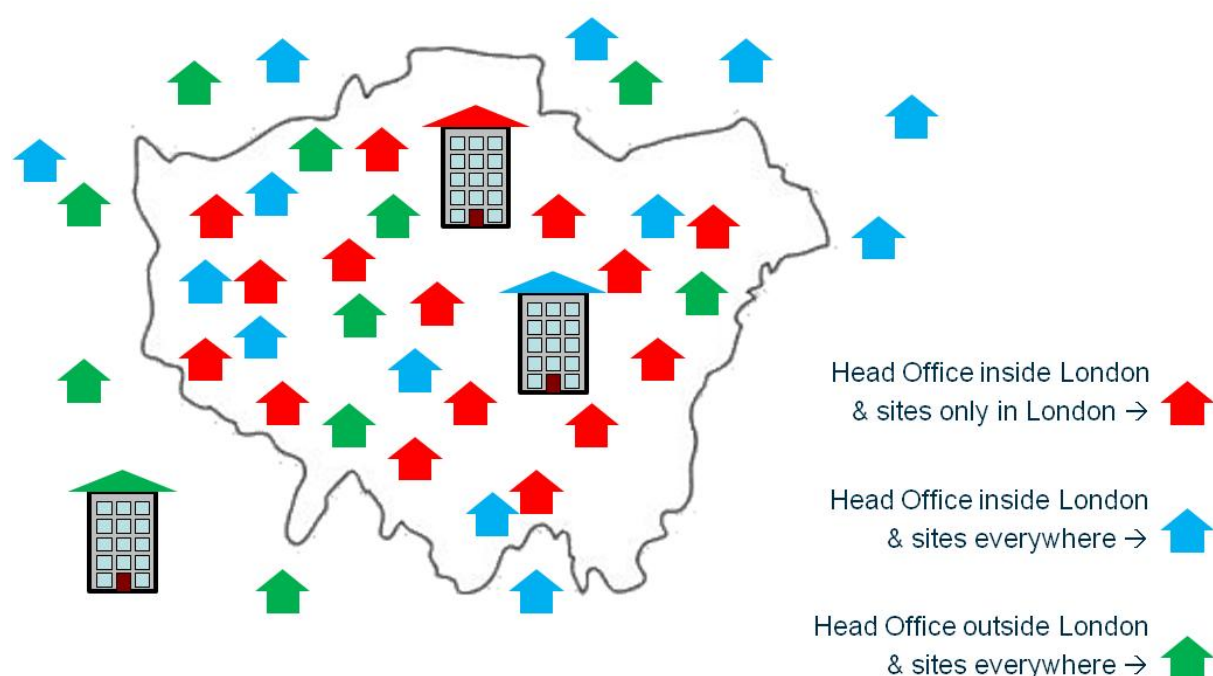 Head Office inside London
& sites only in London →
Head Office inside London
& sites everywhere →
Head Office outside London
& sites everywhere →